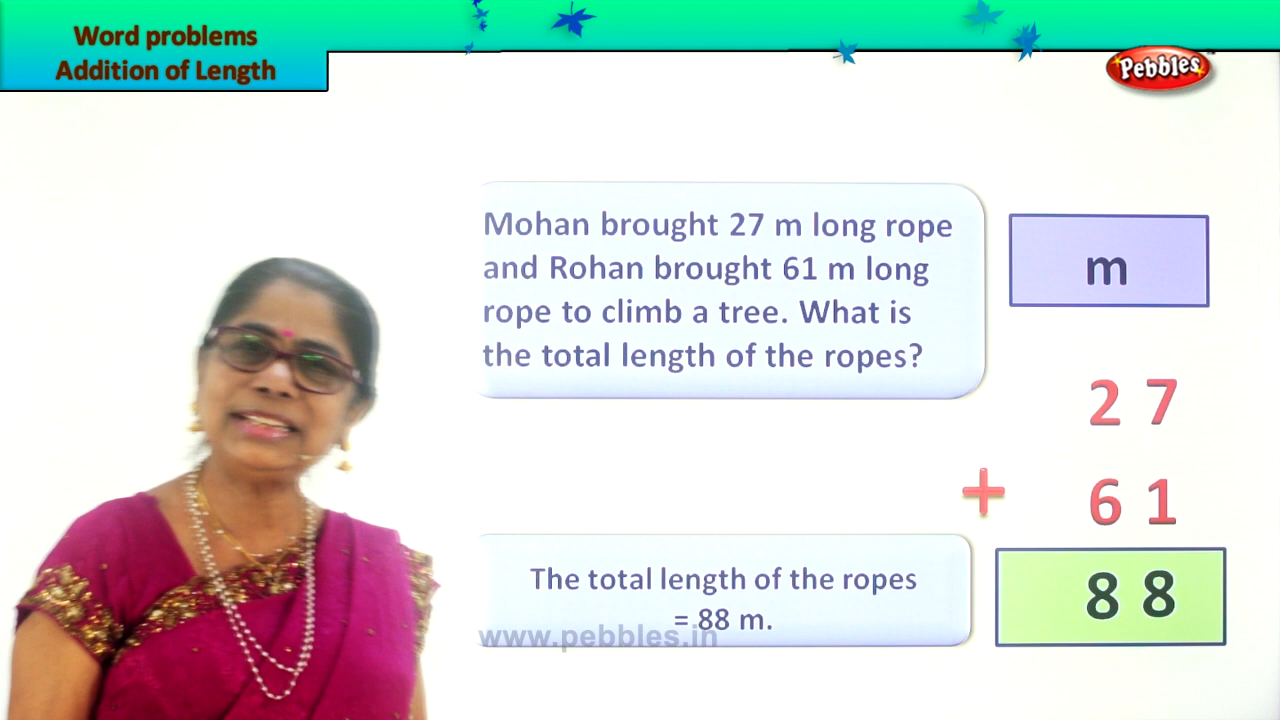 Word problems
Addition of Length
Pebbles
Mohan brought 27 m long rope
and Rohan brought 61 m long
rope to climb a tree. What is
the total length of the ropes?
m
2 7
+ 6 1
8 8
The total length of the ropes
= 88 m.
www.pebbles.in